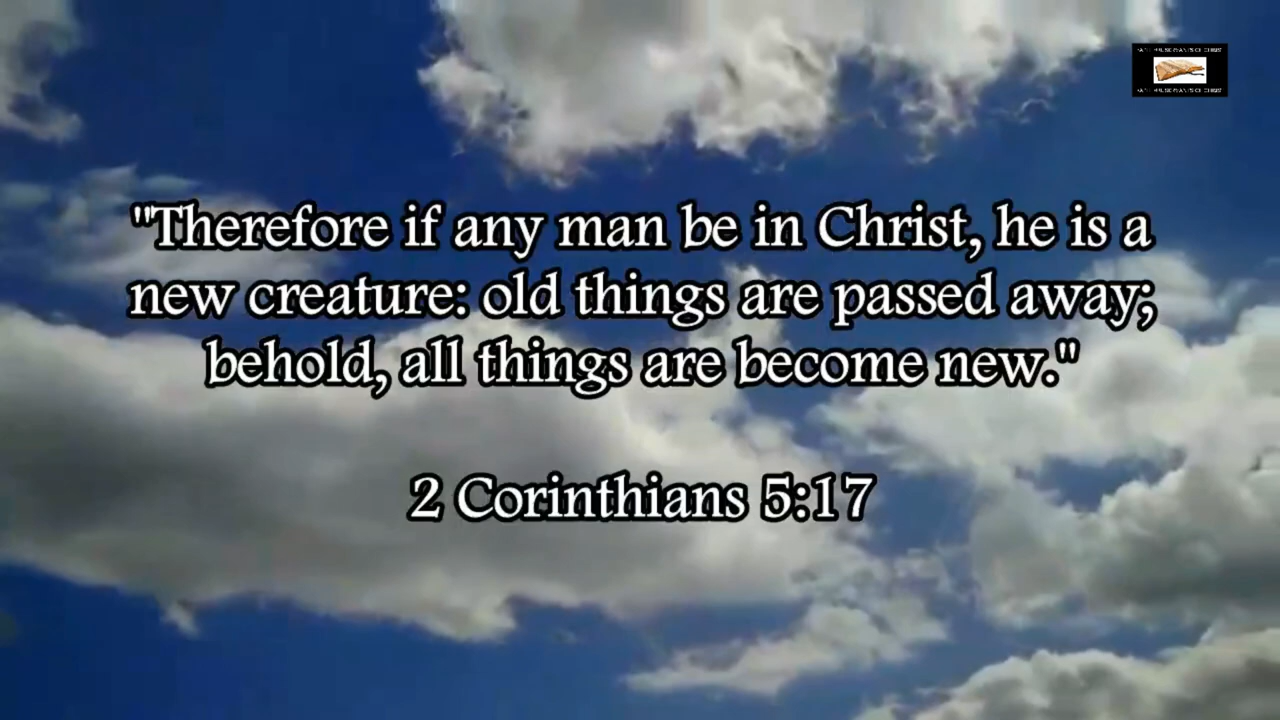 "Therefore if any man be in Christ, he is a
new creature: old things are passed away;
behold, all things are become new."
2 Corinthians 5:17